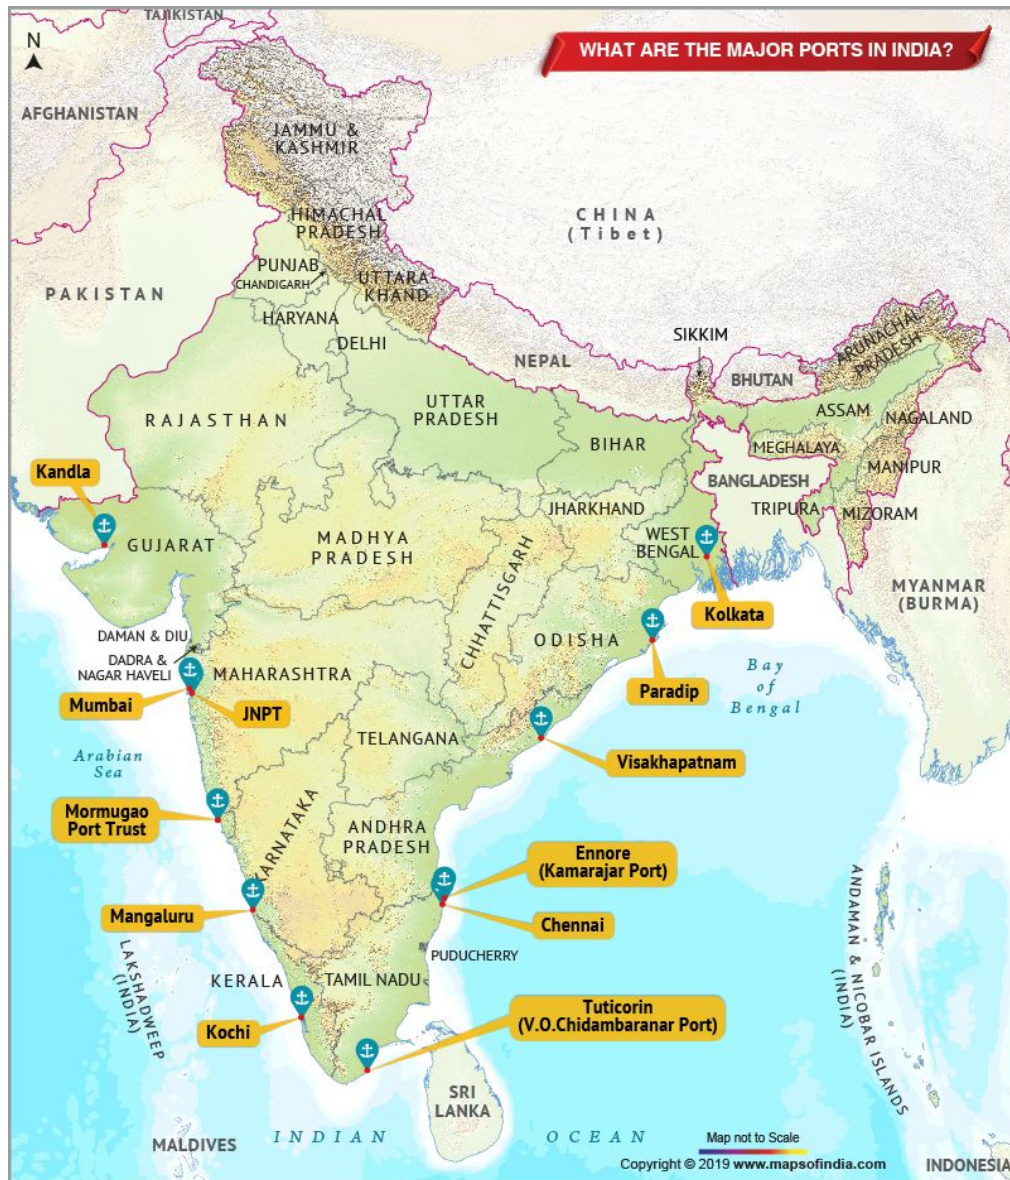 TAJIKISTAN
N
WHAT ARE THE MAJOR PORTS IN INDIA?
AFGHANISTAN
JAMMU &
KASHMIR
CHINA
(Tibet)
HIMACHAL
PRADESH
PUNJAB
CHANDIGARH
UTTARA
KHAND
PAKISTAN
HARYANA
DELHI
SIKKIM
NEPAL
BHUTAN
ARUNACHAL
PRADESH
RAJASTHAN
UTTAR
PRADESH
BIHAR
ASSAM
NAGALAND
MEGHALAYA
MANIPUR
Kandla
BANGLADESH
TRIPURA
MIZORAM
JHARKHAND
GUJARAT
MADHYA
PRADESH
WEST
BENGAL
CHHATTISGARH
MYANMAR
(BURMA)
Kolkata
DAMAN & DIU
DADRA &
NAGAR HAVELI
ODISHA
MAHARASHTRA
Paradip
Bay
of
Bengal
Mumbai
JNPT
TELANGANA
Visakhapatnam
Arabian
Sea
Mormugao
Port Trust
KARNATAKA
ANDHRA
PRADESH
Ennore
(Kamarajar Port)
Chennai
Mangaluru
PUDUCHERRY
ANDAMAN & NICOBAR ISLANDS
(INDIA)
LAKSHADWEEP
(INDIA)
KERALA
TAMIL NADU
Kochi
Tuticorin
(V.O.Chidambaranar Port)
SRI
LANKA
MALDIVES
INDIAN OCEAN
Map not to Scale
Copyright © 2019 www.mapsofindia.com
INDONESIA